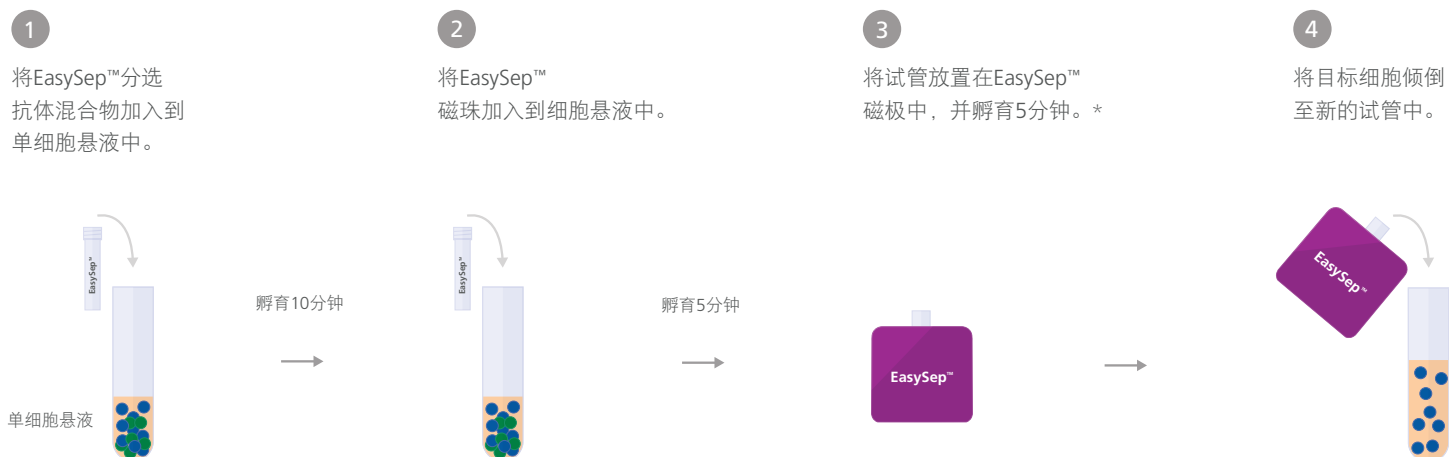 1
将EasySep™分选
抗体混合物加入到
单细胞悬液中。
2
将EasySep™
磁珠加入到细胞悬液中。
3
将试管放置在EasySep™
磁极中，并孵育5分钟。*
4
将目标细胞倾倒
至新的试管中。
EasySep™
单细胞悬液
孵育10分钟
EasySep™
孵育5分钟
EasySep™
EasySep™